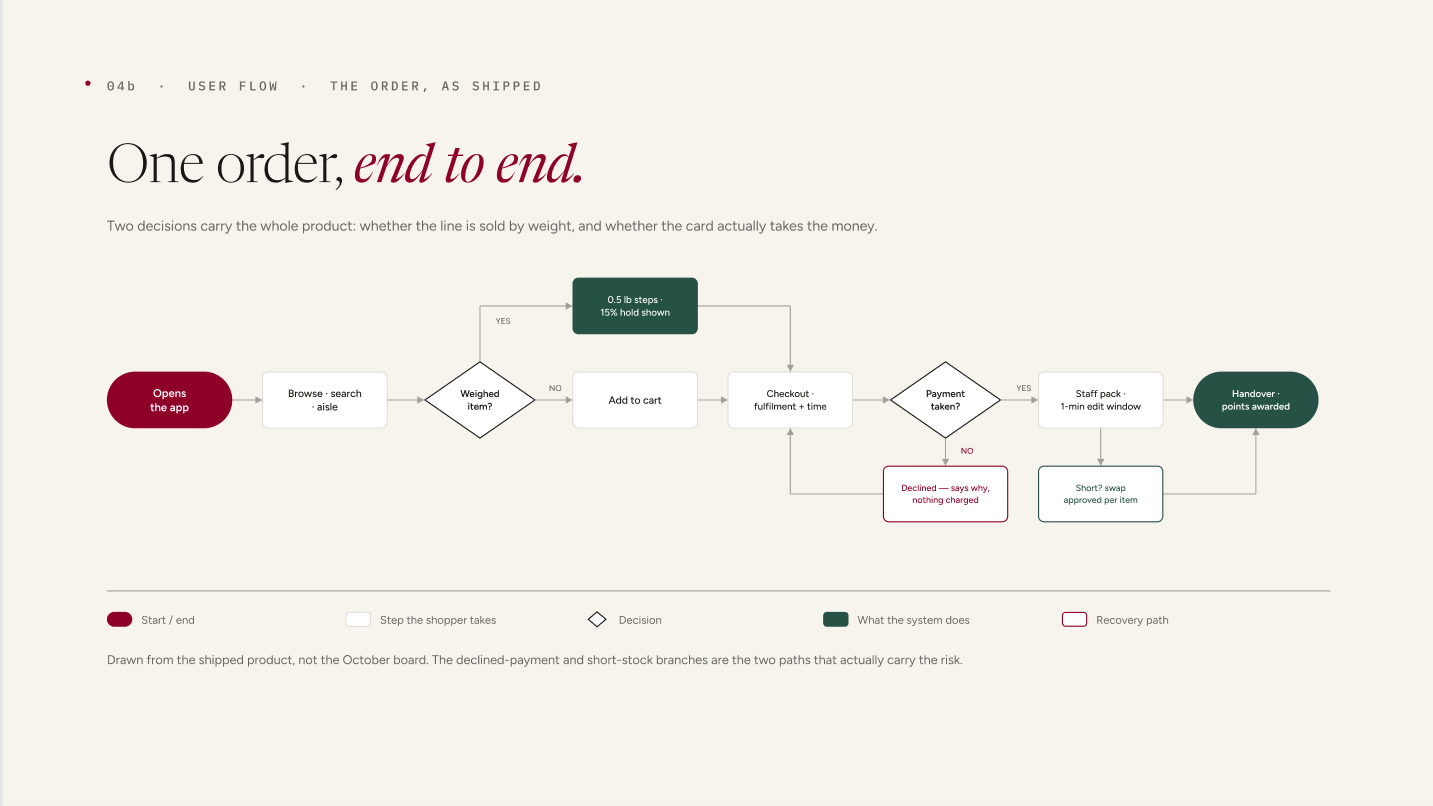 04b · USER FLOW · THE ORDER, AS SHIPPED
One order, end to end.
Two decisions carry the whole product: whether the line is sold by weight, and whether the card actually takes the money.
0.5 lb steps ·
15% hold shown
YES
Opens
the app
Browse · search
· aisle
Weighed
item?
NO
Add to cart
Checkout ·
fulfilment + time
Payment
taken?
YES
Staff pack ·
1-min edit window
Handover ·
points awarded
NO
Declined — says why,
nothing charged
Short? swap
approved per item
Start / end
Step the shopper takes
Decision
What the system does
Recovery path
Drawn from the shipped product, not the October board. The declined-payment and short-stock branches are the two paths that actually carry the risk.